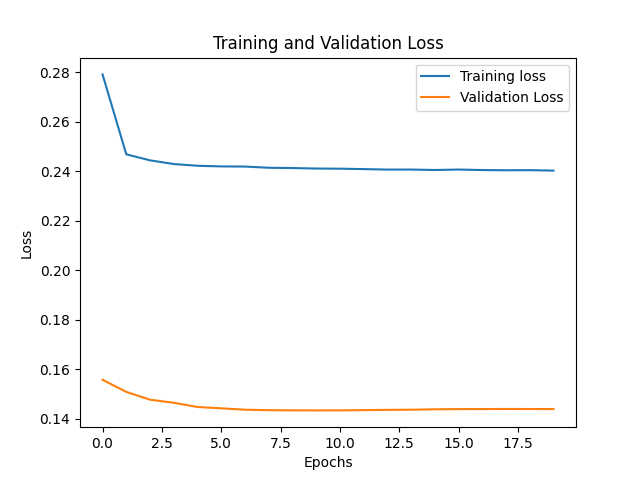 Training and Validation Loss
Training loss
Validation Loss
0.28
0.26
0.24
0.22
0.20
0.18
0.16
0.14
Loss
0.0 2.5 5.0 7.5 10.0 12.5 15.0 17.5
Epochs